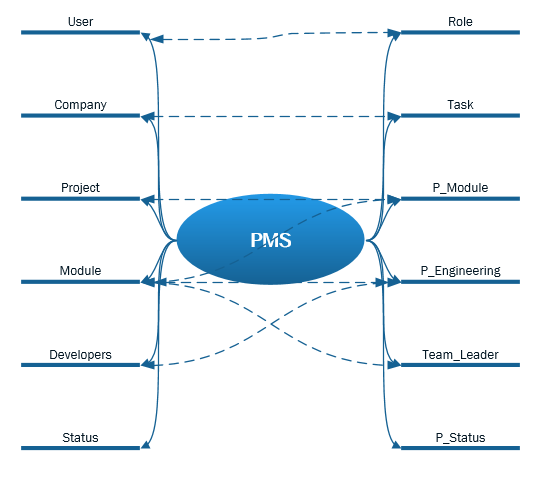 User
Role
Company
Task
Project
P_Module
PMS
Module
P_Engineering
Developers
Team_Leader
Status
P_Status